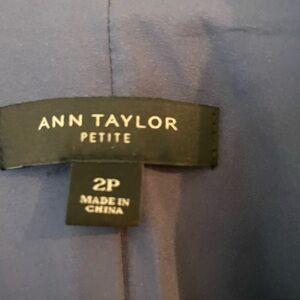 ANN TAYLOR
PETITE
2P
MADE IN
CHINA